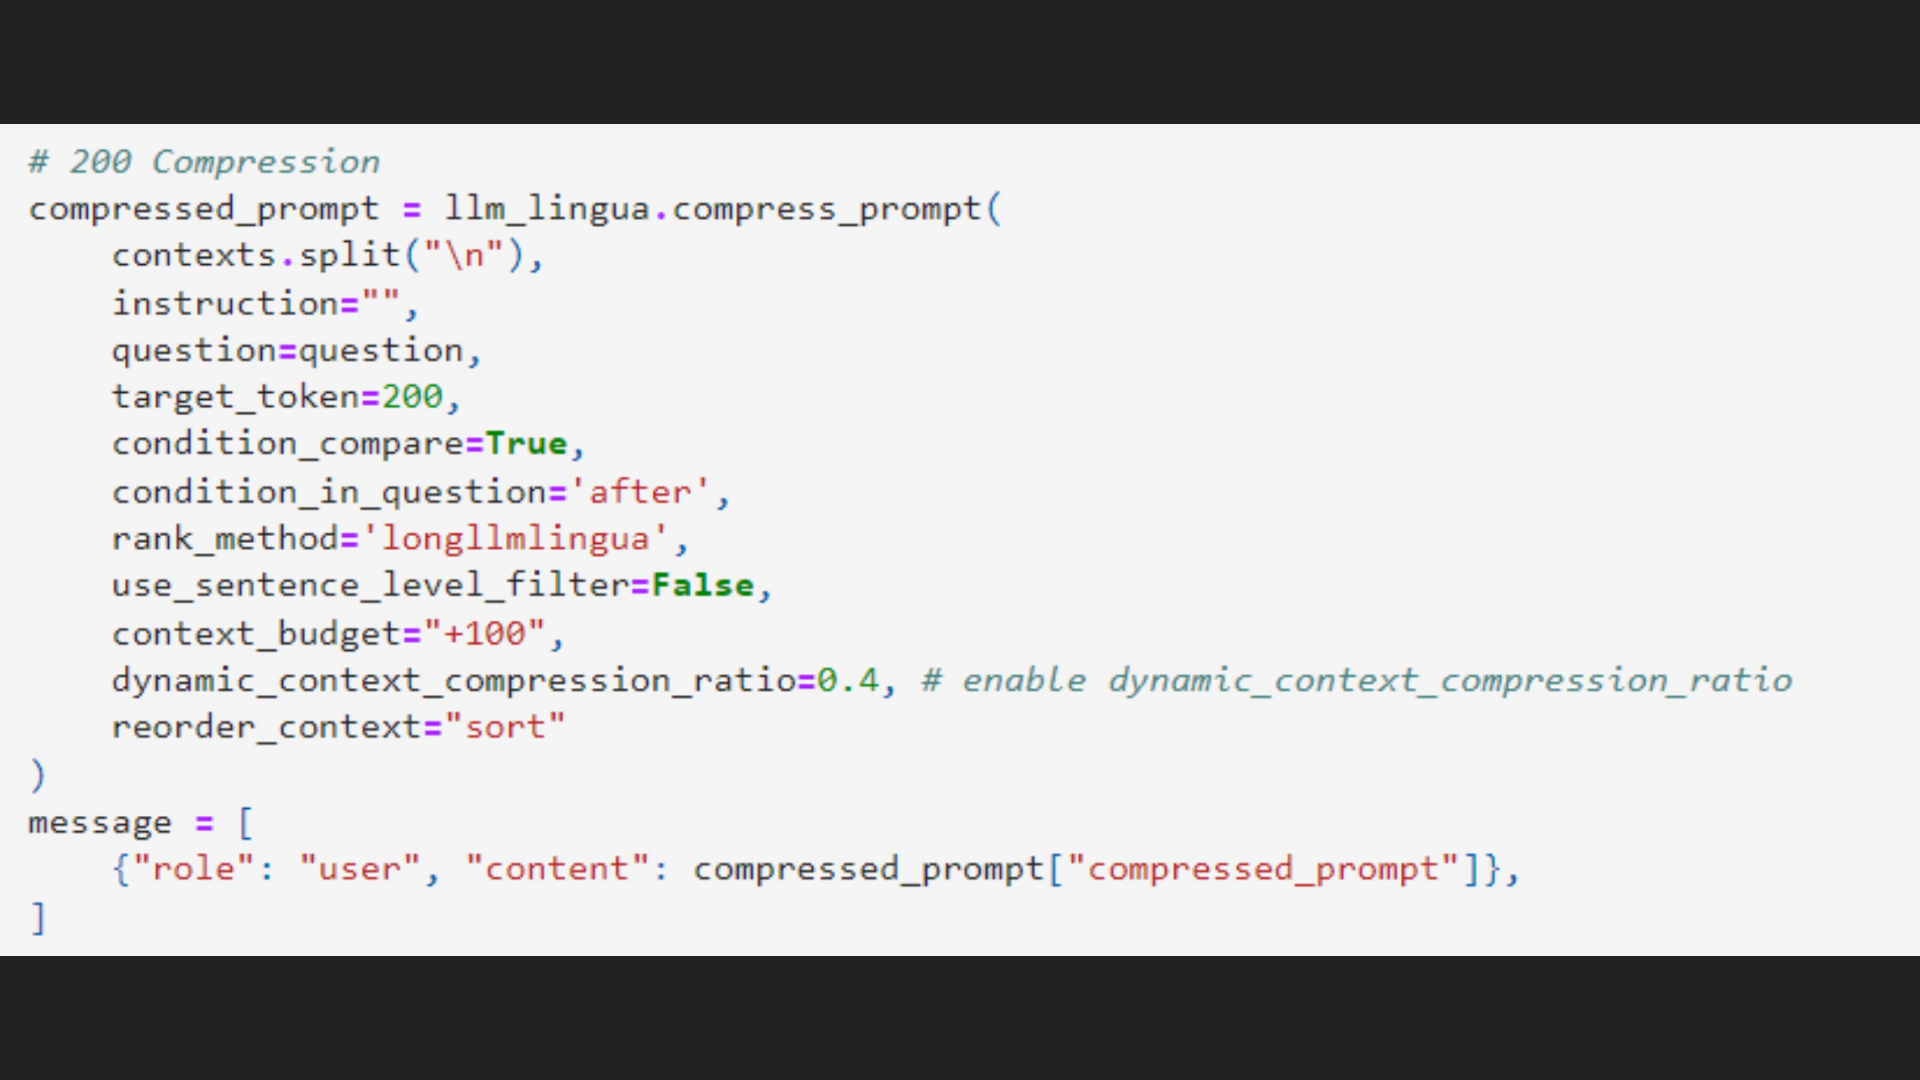 # 200 Compression
compressed_prompt = llm_lingua.compress_prompt(
    contexts.split("\n"),
    instruction="",
    question=question,
    target_token=200,
    condition_compare=True,
    condition_in_question='after',
    rank_method='longllmlingua',
    use_sentence_level_filter=False,
    context_budget="+100",
    dynamic_context_compression_ratio=0.4, # enable dynamic_context_compression_ratio
    reorder_context="sort"
)
message = [
    {"role": "user", "content": compressed_prompt["compressed_prompt"]},
]